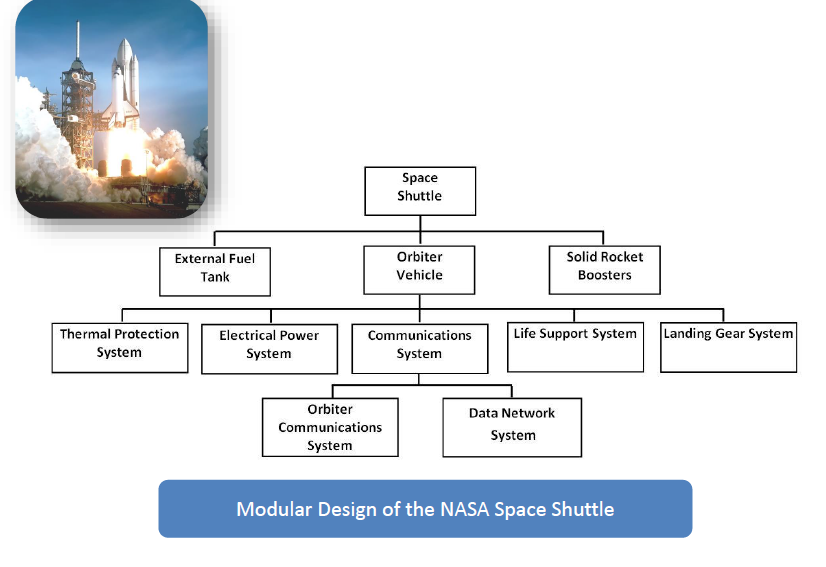 Space
Shuttle
External Fuel
Tank
Orbiter
Vehicle
Solid Rocket
Boosters
Thermal Protection
System
Electrical Power
System
Communications
System
Life Support System
Landing Gear System
Orbiter
Communications
System
Data Network
System
Modular Design of the NASA Space Shuttle